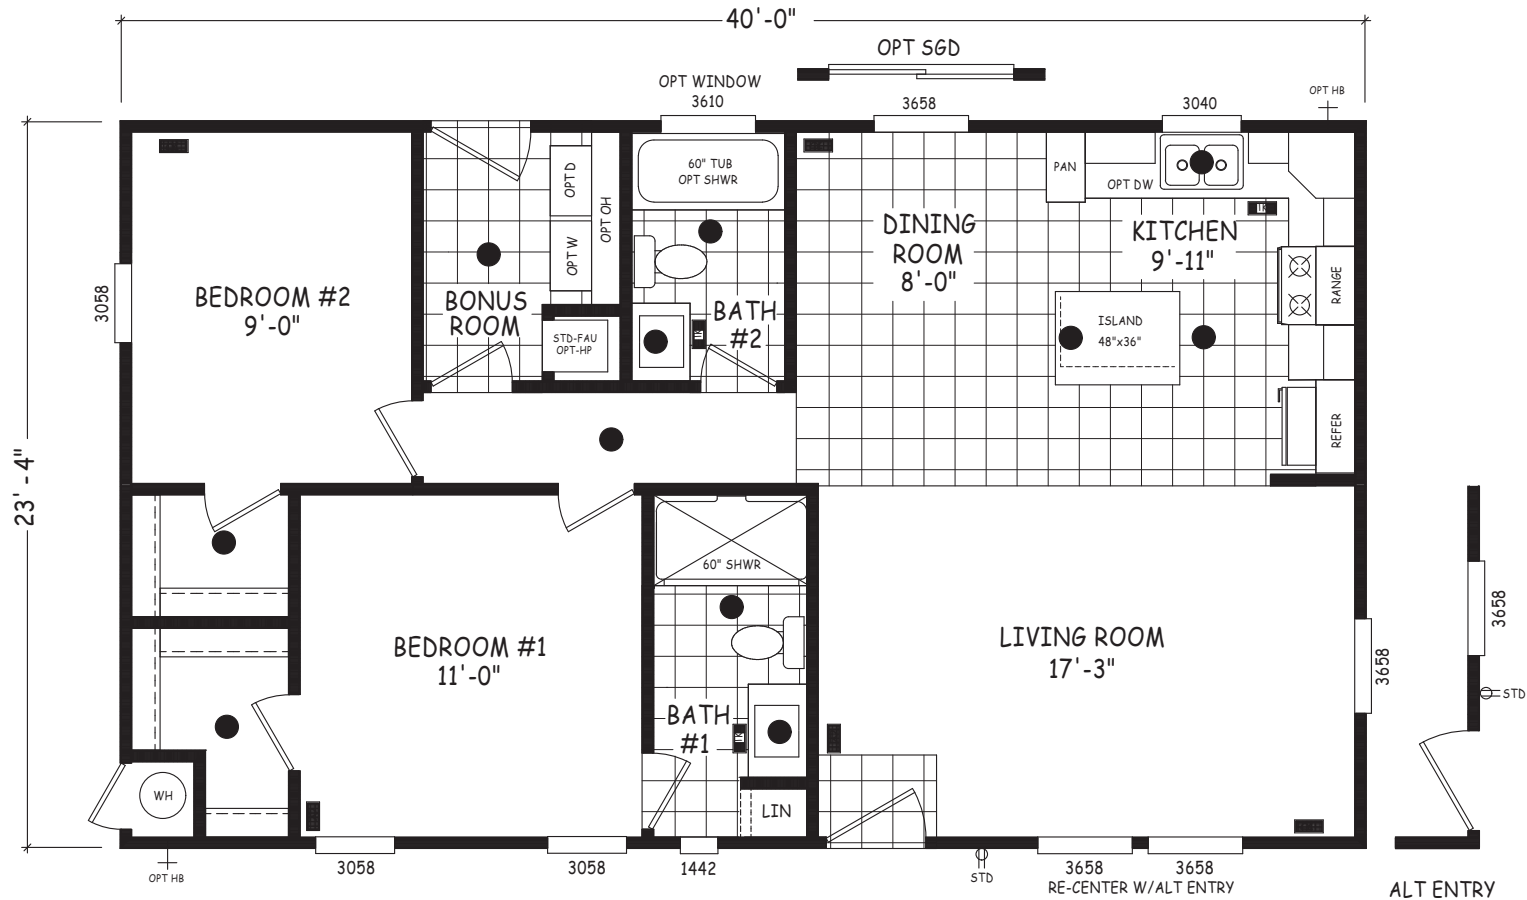 40'-0"
OPT SGD
OPT WINDOW
3610
3658
3040
OPT HB
60" TUB
OPT SHWR
OPT D
OPT W
OPT OH
PAN
OPT DW
DINING
ROOM
8'-0"
KITCHEN
9'-11"
RANGE
BEDROOM #2
9'-0"
3058
BONUS
ROOM
STD-FAU
OPT-HP
BATH
#2
ISLAND
48"x36"
REFER
23' - 4"
60" SHWR
BEDROOM #1
11'-0"
LIVING ROOM
17'-3"
3658
3658
STD
BATH
#1
WH
LIN
3058
3058
1442
STD
3658
3658
RE-CENTER W/ALT ENTRY
OPT HB
ALT ENTRY